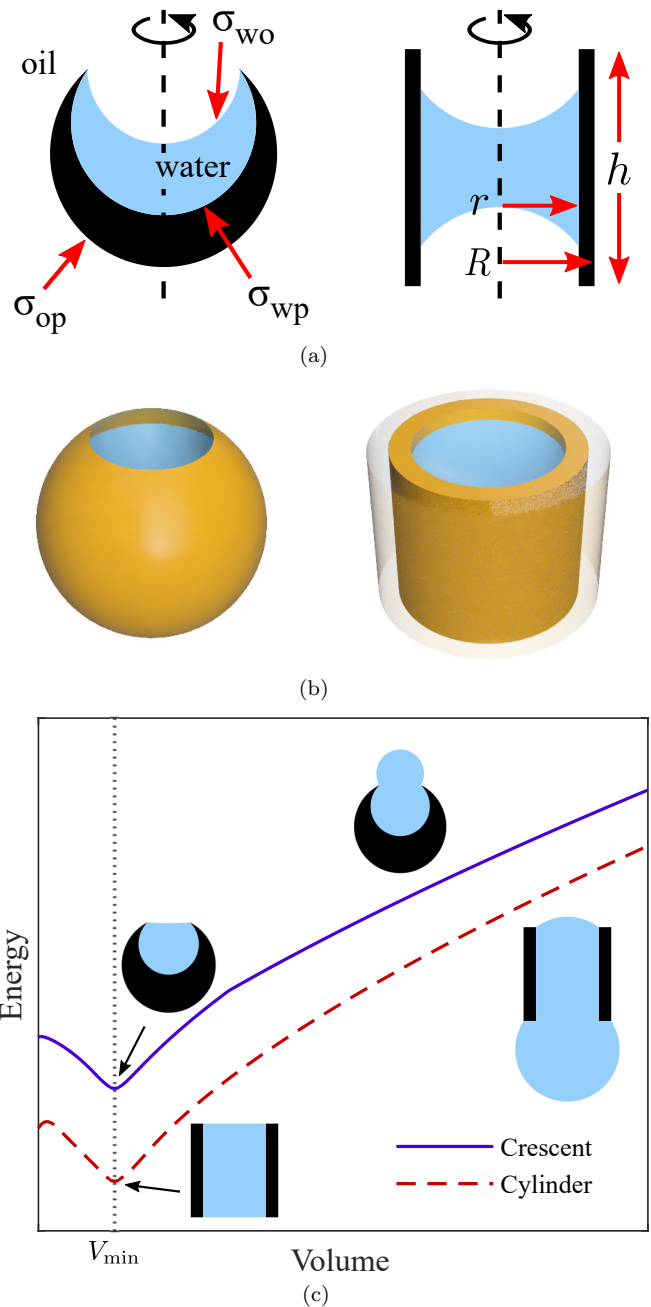 σwo
oil
water
r
h
R
σop
σwp
(a)
(b)
Energy
Crescent
Cylinder
Vmin
Volume
(c)